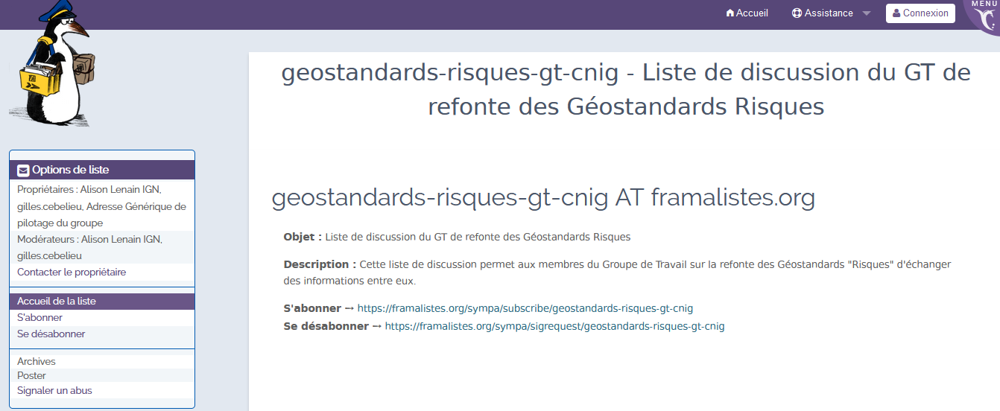 Accueil
Assistance
Connexion
MENU
geostandards-risques-gt-cnig - Liste de discussion du GT de
refonte des Géostandards Risques
Options de liste
Propriétaires : Alison Lenain IGN,
gilles.cebelieu, Adresse Générique de
pilotage du groupe
Modérateurs : Alison Lenain IGN,
gilles.cebelieu
Contacter le propriétaire
Accueil de la liste
S'abonner
Se désabonner
Archives
Poster
Signaler un abus
geostandards-risques-gt-cnig AT framalistes.org
Objet : Liste de discussion du GT de refonte des Géostandards Risques
Description : Cette liste de discussion permet aux membres du Groupe de Travail sur la refonte des Géostandards "Risques" d'échanger
des informations entre eux.
S'abonner → https://framalistes.org/sympa/subscribe/geostandards-risques-gt-cnig
Se désabonner → https://framalistes.org/sympa/sigrequest/geostandards-risques-gt-cnig